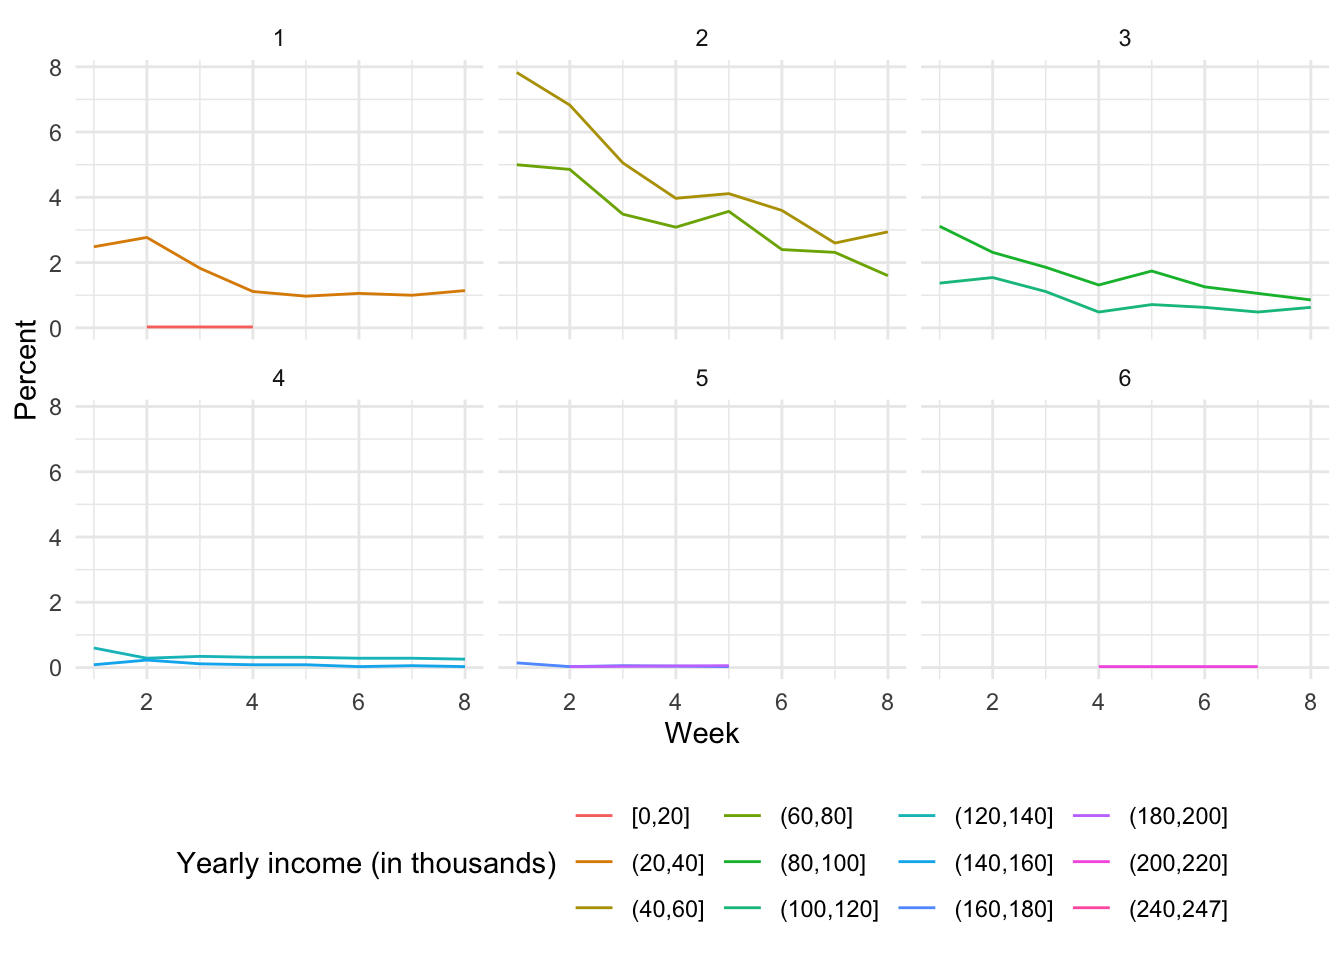 1 2 3
8
6
4
2
0
Percent
4 5 6
8
6
4
2
0
2 4 6 8 2 4 6 8 2 4 6 8
Week
Yearly income (in thousands)
[0,20] (60,80] (120,140] (180,200]
(20,40] (80,100] (140,160] (200,220]
(40,60] (100,120] (160,180] (240,247]